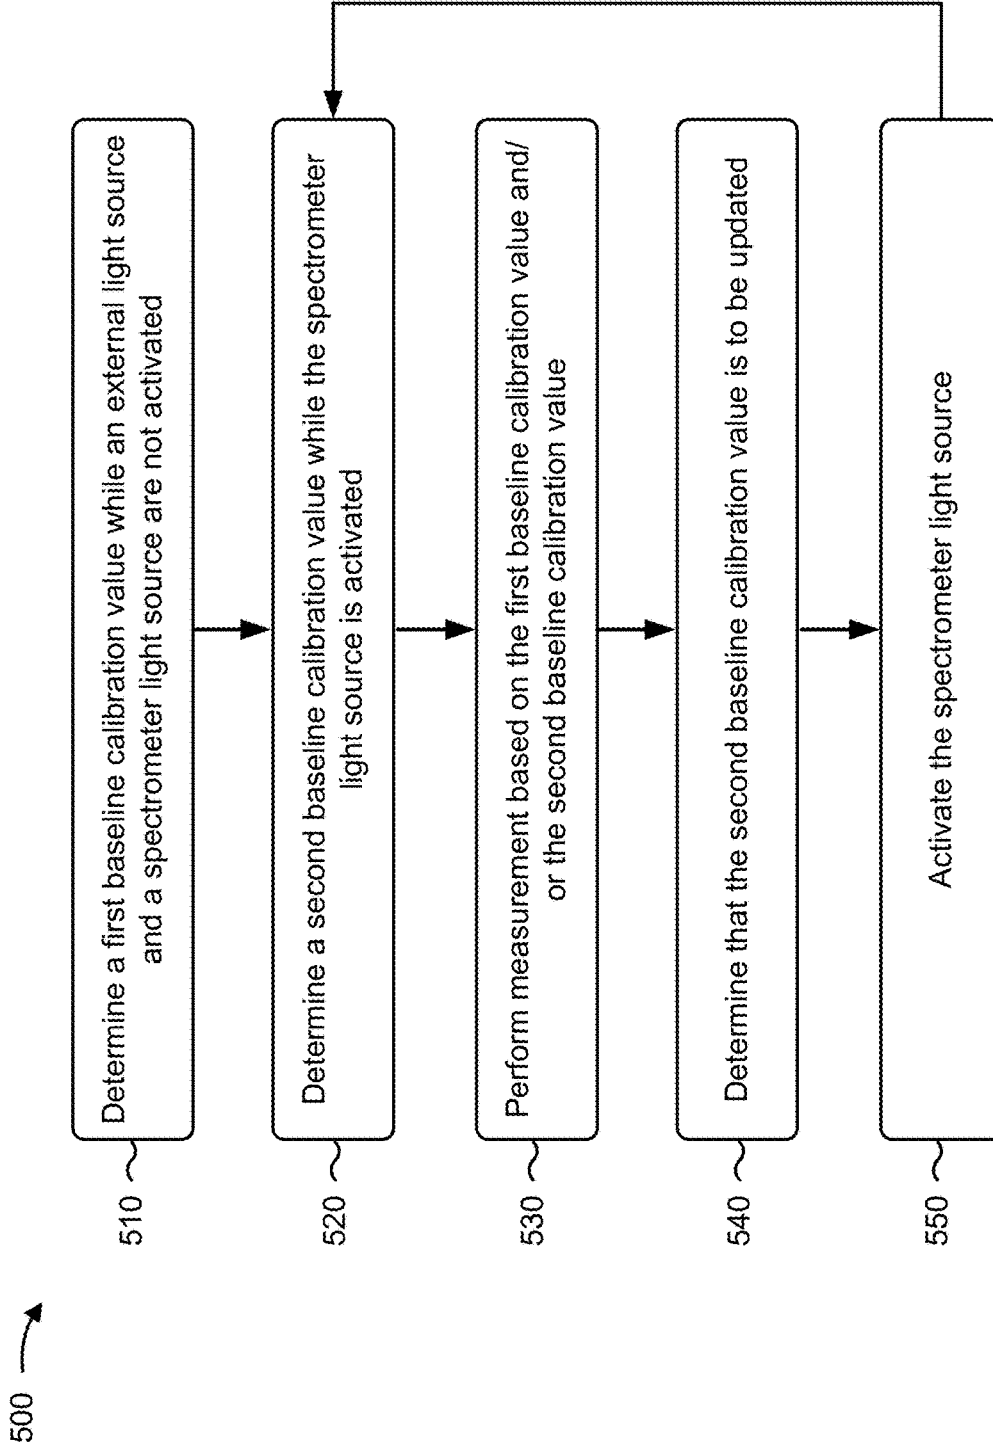 500
510
Determine a first baseline calibration value while an external light source
and a spectrometer light source are not activated
520
Determine a second baseline calibration value while the spectrometer
light source is activated
530
Perform measurement based on the first baseline calibration value and/
or the second baseline calibration value
540
Determine that the second baseline calibration value is to be updated
550
Activate the spectrometer light source